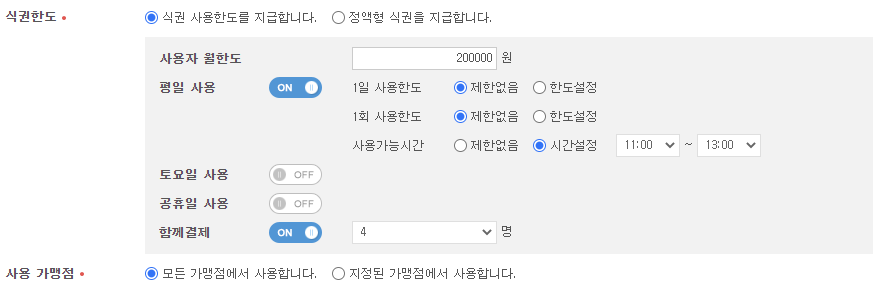 식권한도 • 식권 사용한도를 지급합니다. 정액형 식권을 지급합니다.
사용자 월한도 200000 원
평일 사용 ON 1일 사용한도 제한없음 한도설정
1회 사용한도 제한없음 한도설정
사용가능시간 제한없음 시간설정 11:00 ~ 13:00
토요일 사용 OFF
공휴일 사용 OFF
함께결제 ON 4 명
사용 가맹점 • 모든 가맹점에서 사용합니다. 지정된 가맹점에서 사용합니다.